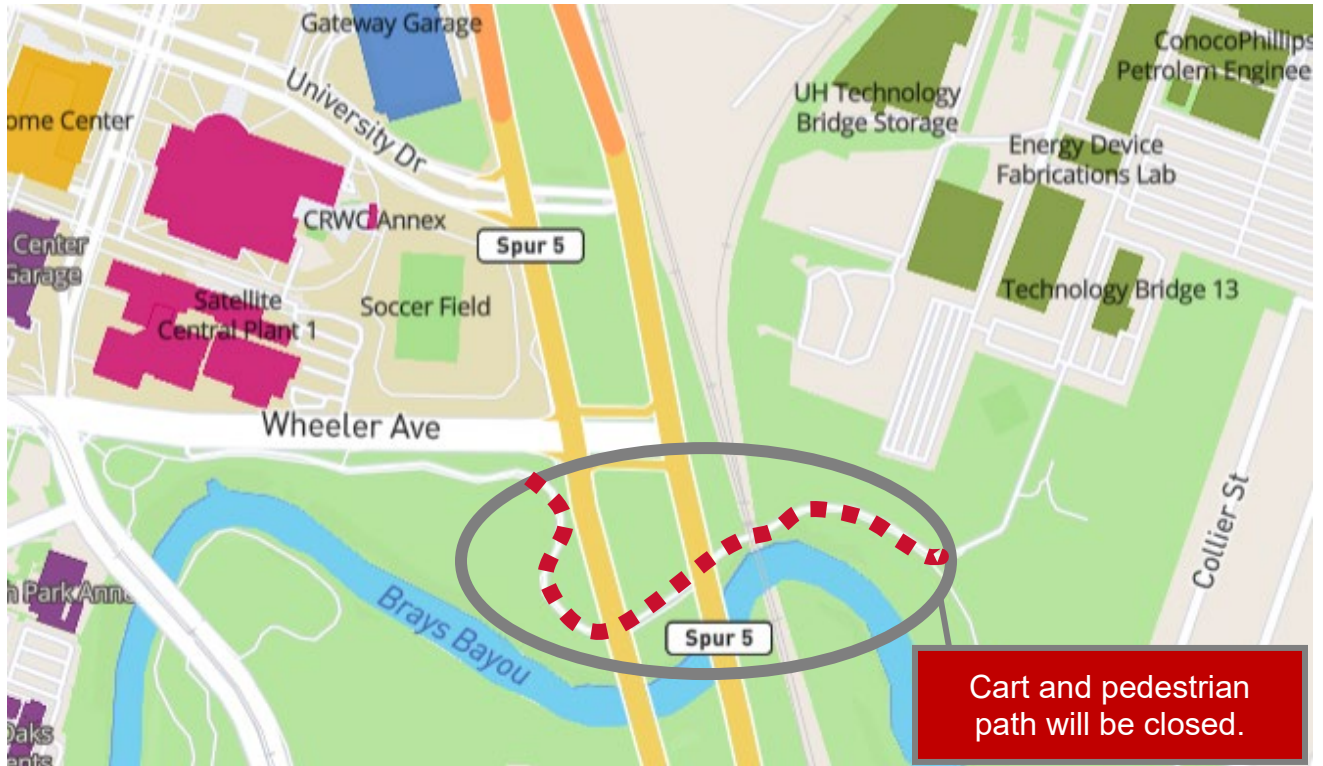 Gateway Garage
ConocoPhillips
Petrolem Enginee
University Dr
UH Technology
Bridge Storage
ome Center
Energy Device
Fabrications Lab
CRWC Annex
Center
Garage
Spur 5
Technology Bridge 13
Satellite
Central Plant 1
Soccer Field
Wheeler Ave
Collier St
n Park Anne
Brays Bayou
Spur 5
Cart and pedestrian
path will be closed.
Oaks
ents